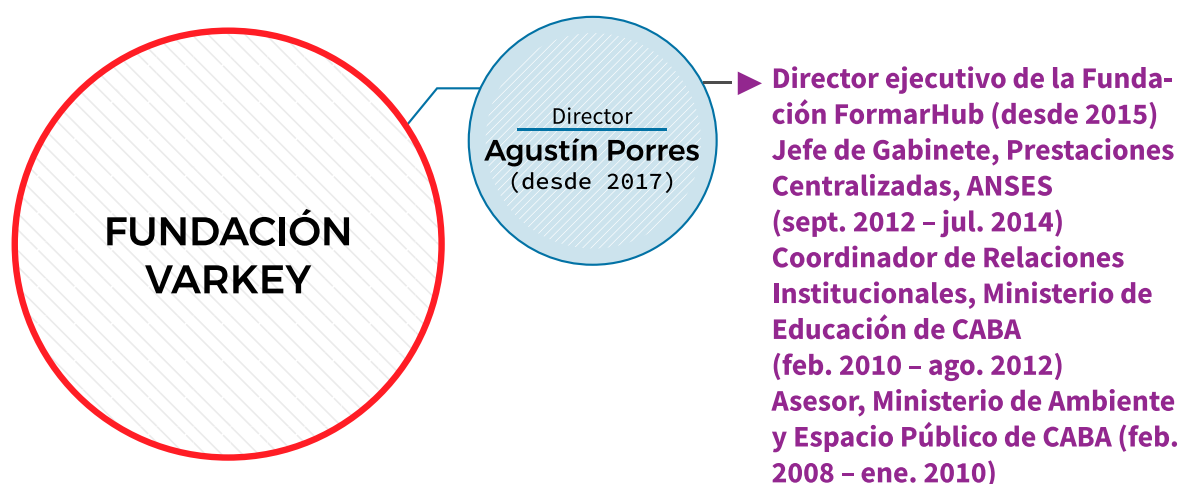 FUNDACIÓN
VARKEY
Director
Agustín Porres
(desde 2017)
Director ejecutivo de la Funda-
ción FormarHub (desde 2015)
Jefe de Gabinete, Prestaciones
Centralizadas, ANSES
(sept. 2012 – jul. 2014)
Coordinador de Relaciones
Institucionales, Ministerio de
Educación de CABA
(feb. 2010 – ago. 2012)
Asesor, Ministerio de Ambiente
y Espacio Público de CABA (feb.
2008 – ene. 2010)